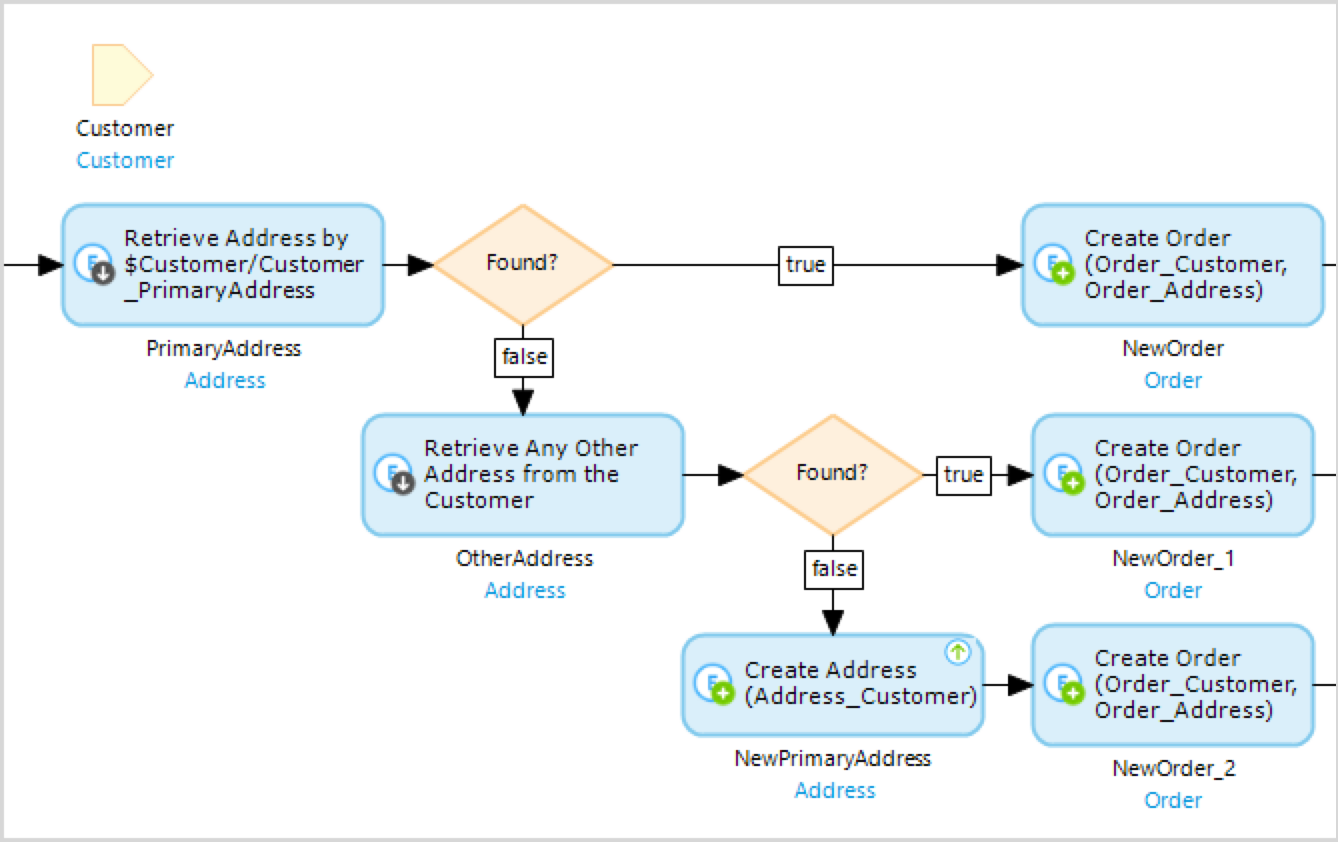 Customer
Customer
Retrieve Address by
$Customer/Customer
_PrimaryAddress
PrimaryAddress
Address
Found?
true
Create Order
(Order_Customer,
Order_Address)
NewOrder
Order
false
Retrieve Any Other
Address from the
Customer
OtherAddress
Address
Found?
true
Create Order
(Order_Customer,
Order_Address)
NewOrder_1
Order
false
Create Address
(Address_Customer)
NewPrimaryAddress
Address
Create Order
(Order_Customer,
Order_Address)
NewOrder_2
Order